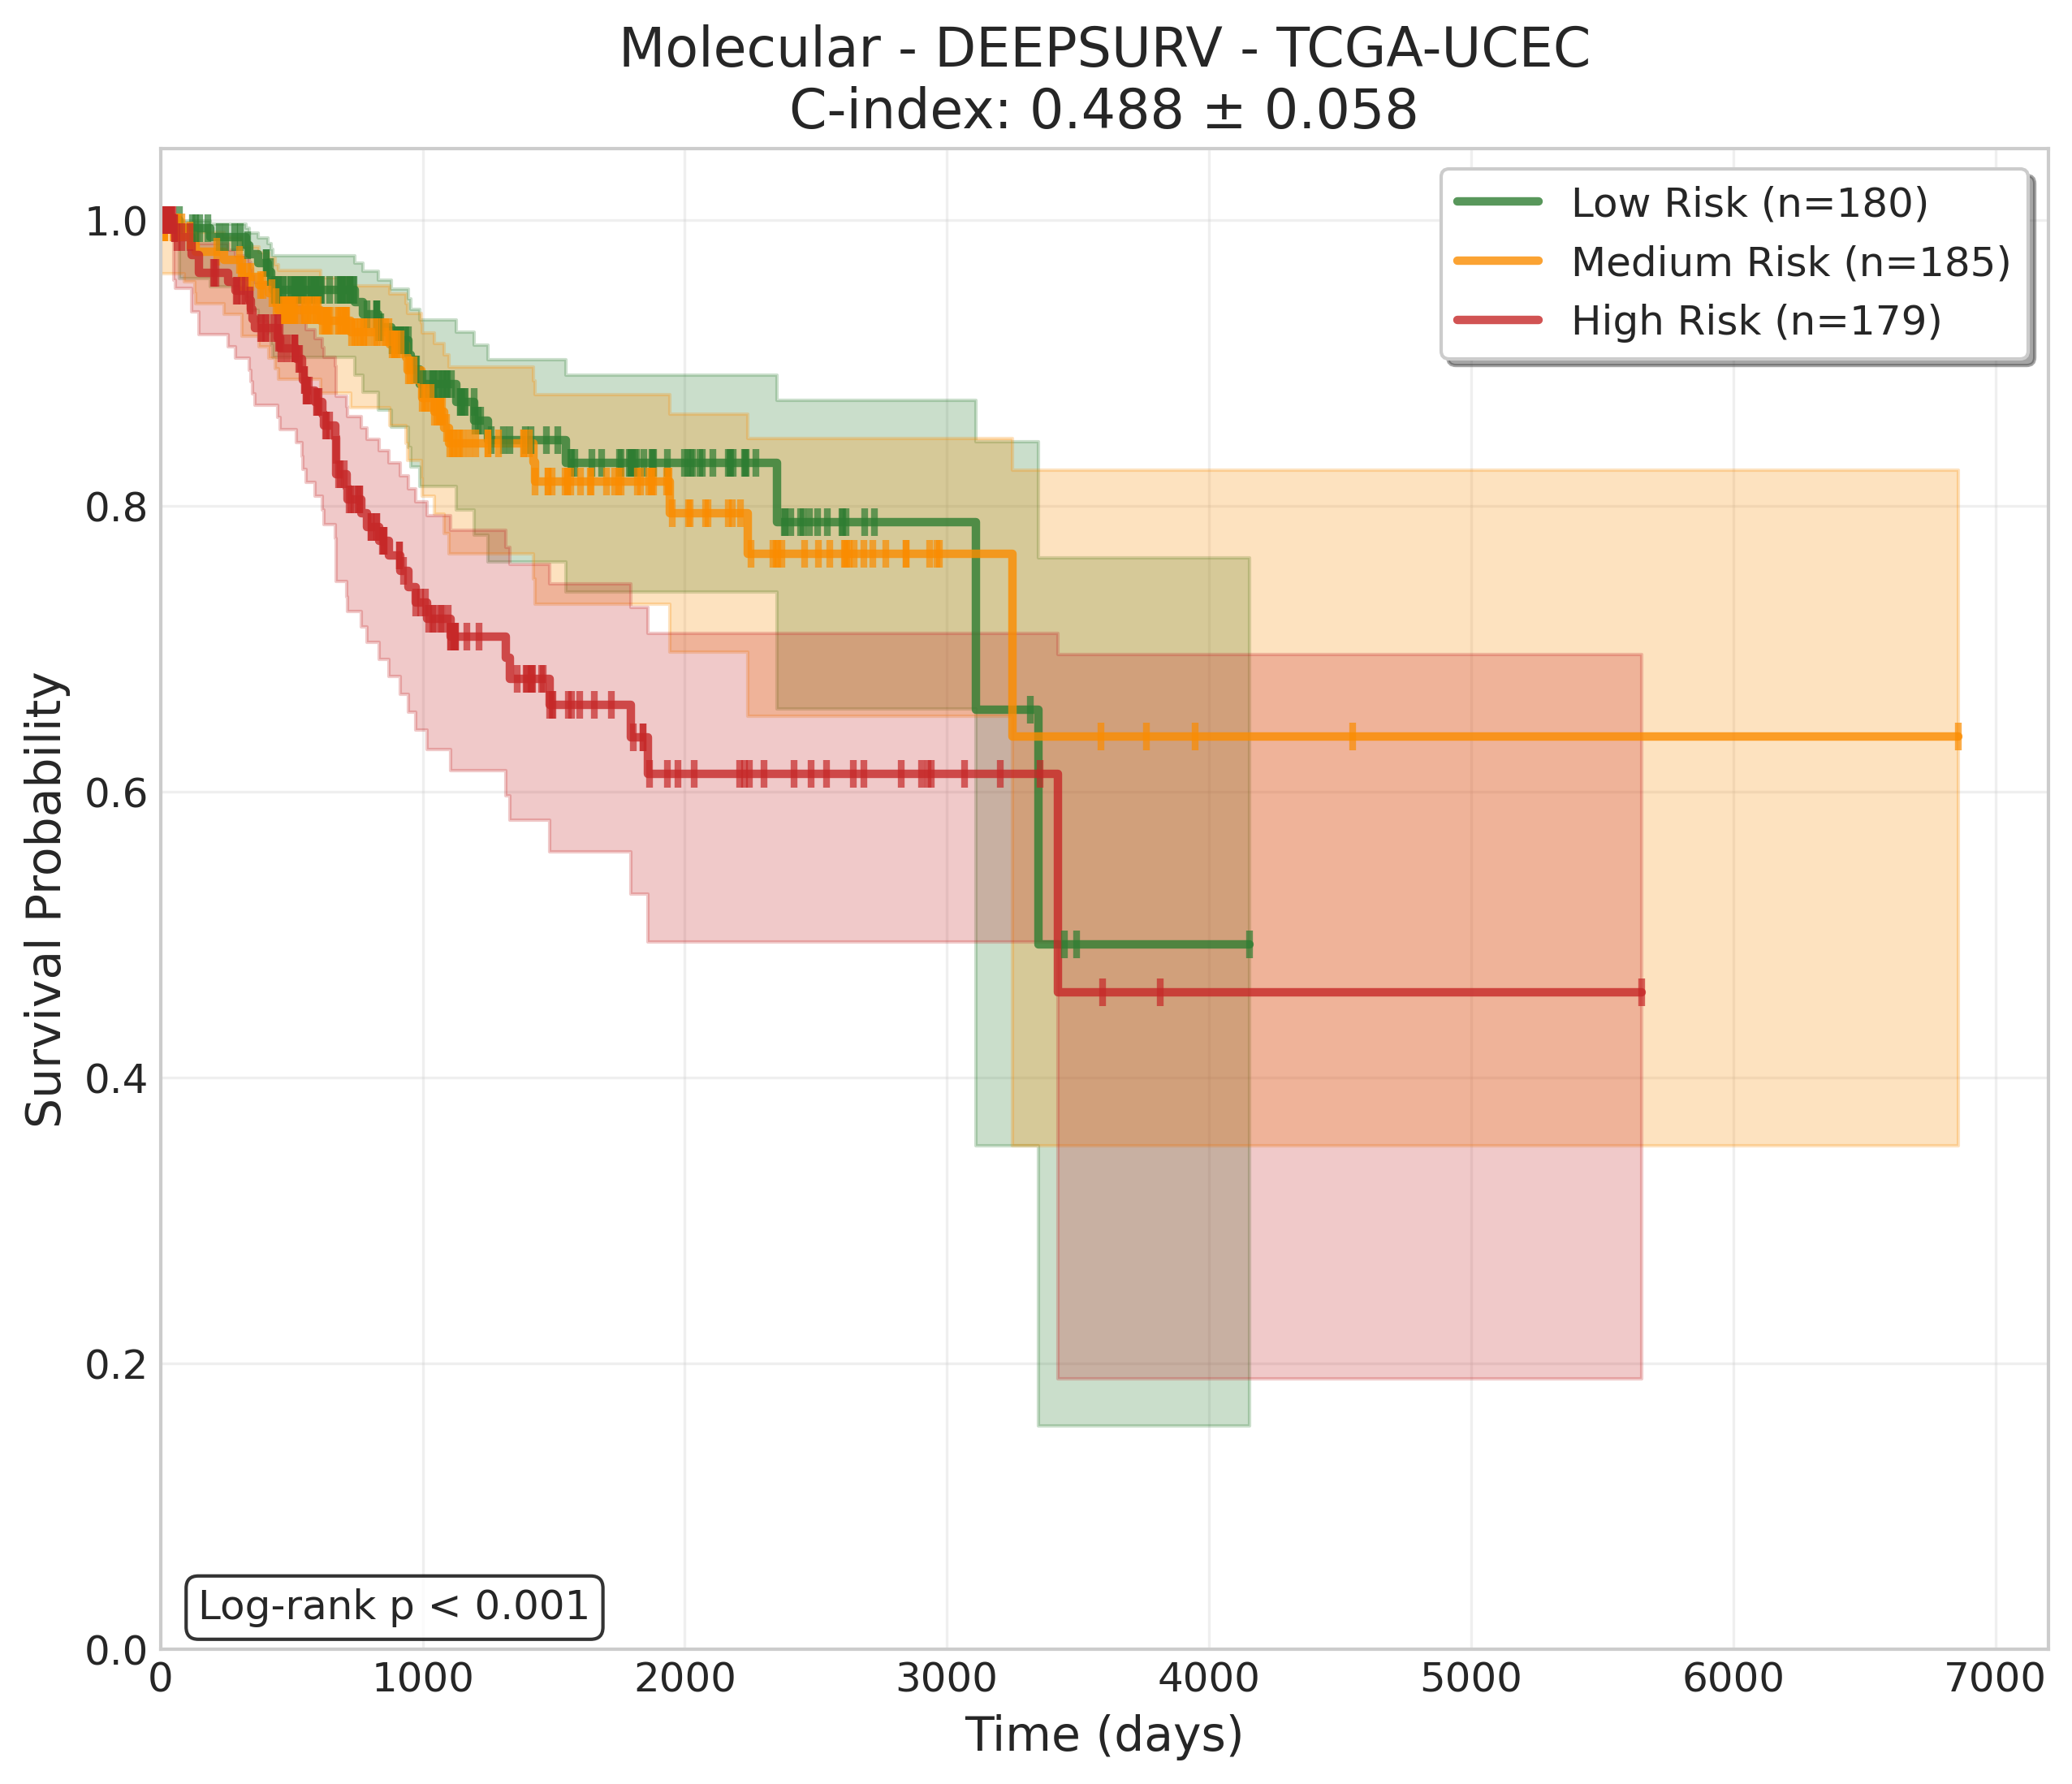 Molecular - DEEPSURV - TCGA-UCEC
C-index: 0.488 ± 0.058
Low Risk (n=180)
Medium Risk (n=185)
High Risk (n=179)
Survival Probability
1.0
0.8
0.6
0.4
0.2
0.0
Log-rank p < 0.001
0 1000 2000 3000 4000 5000 6000 7000
Time (days)